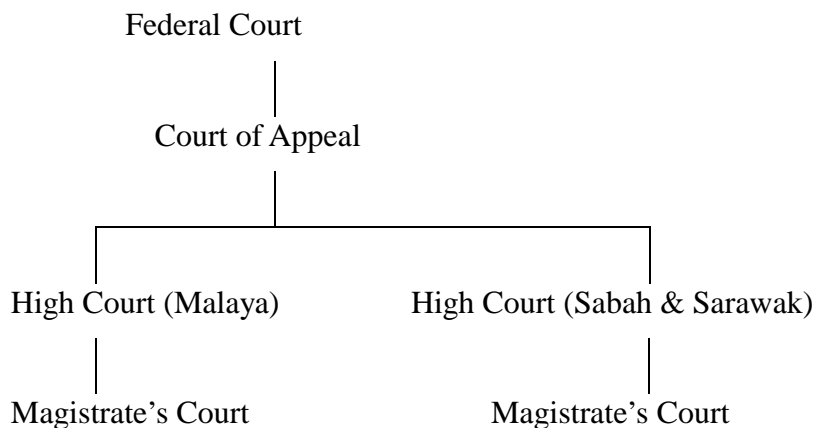 Federal Court
Court of Appeal
High Court (Malaya) High Court (Sabah & Sarawak)
Magistrate’s Court Magistrate’s Court